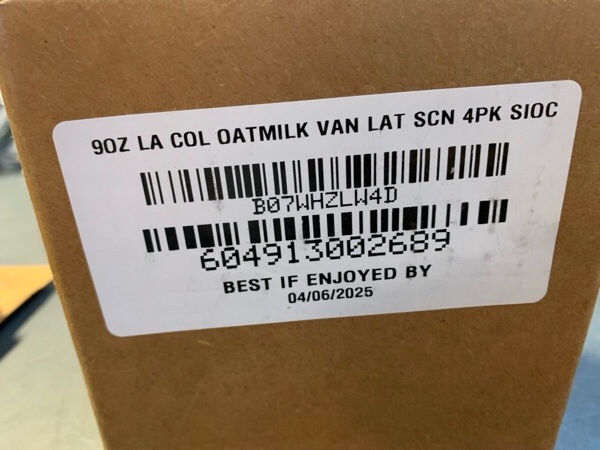 9OZ LA COL OATMILK VAN LAT SCN 4PK SIOC
B07WHZLW4D
604913002689
BEST IF ENJOYED BY
04/06/2025